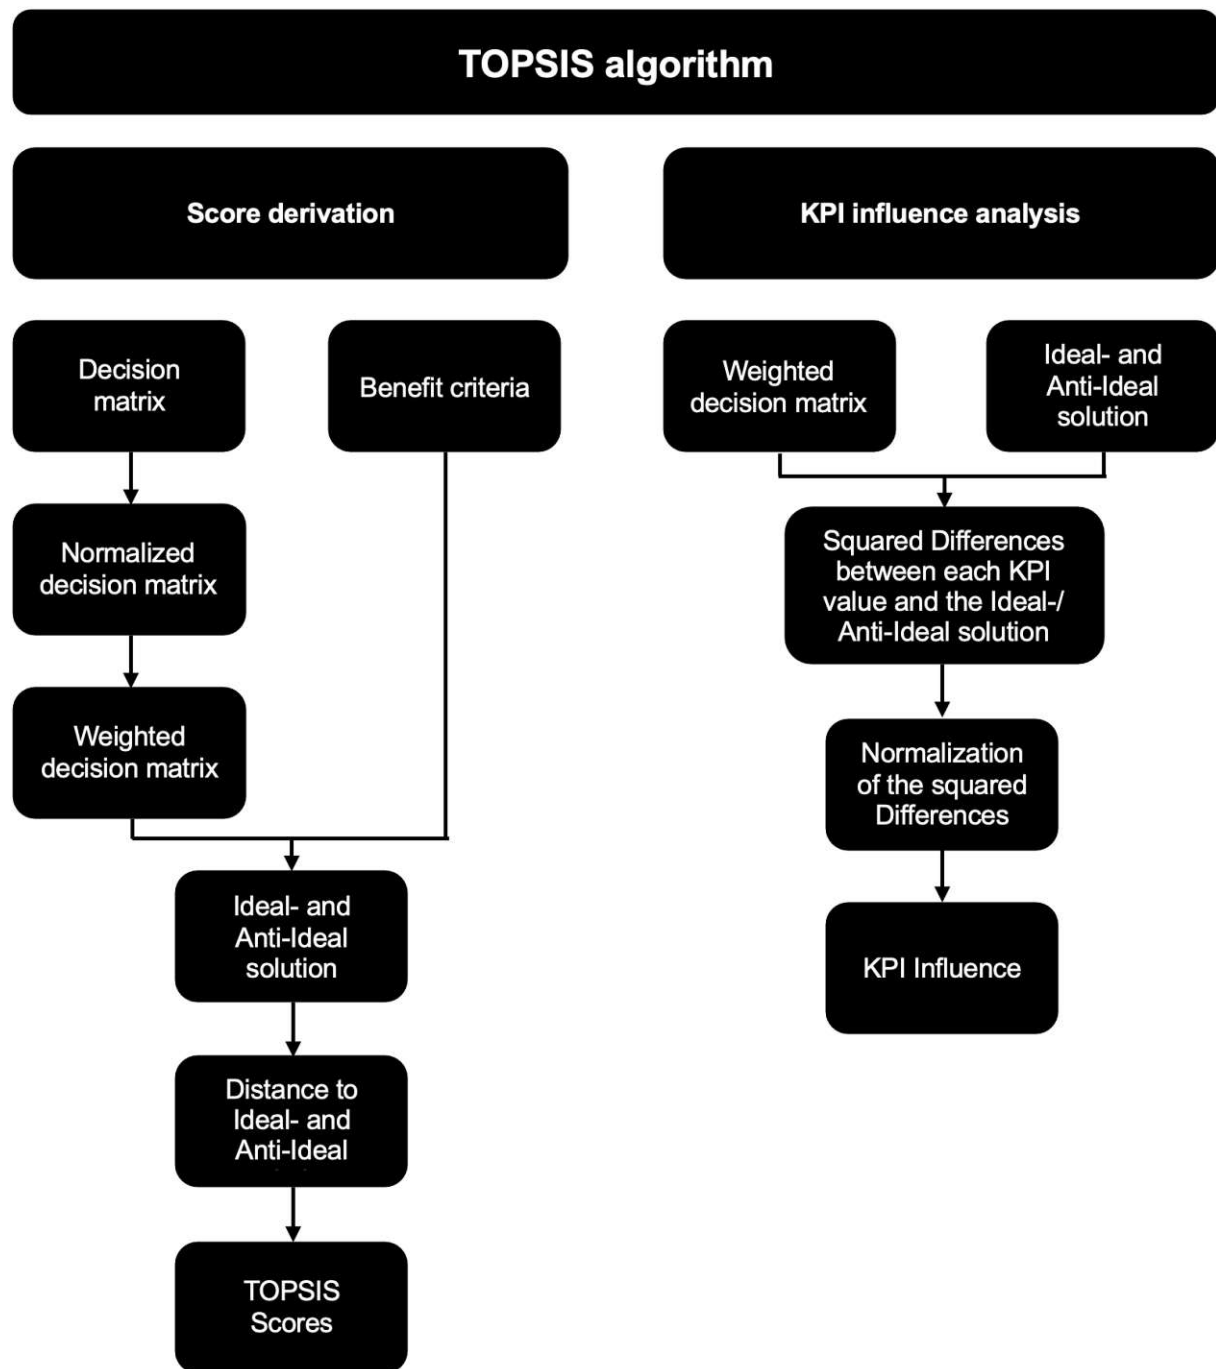 TOPSIS algorithm
Score derivation
KPI influence analysis
Decision
matrix
Benefit criteria
Weighted
decision matrix
Ideal- and
Anti-Ideal
solution
Normalized
decision matrix
Squared Differences
between each KPI
value and the Ideal-/
Anti-Ideal solution
Weighted
decision matrix
Normalization
of the squared
Differences
Ideal- and
Anti-Ideal
solution
KPI Influence
Distance to
Ideal- and
Anti-Ideal
TOPSIS
Scores